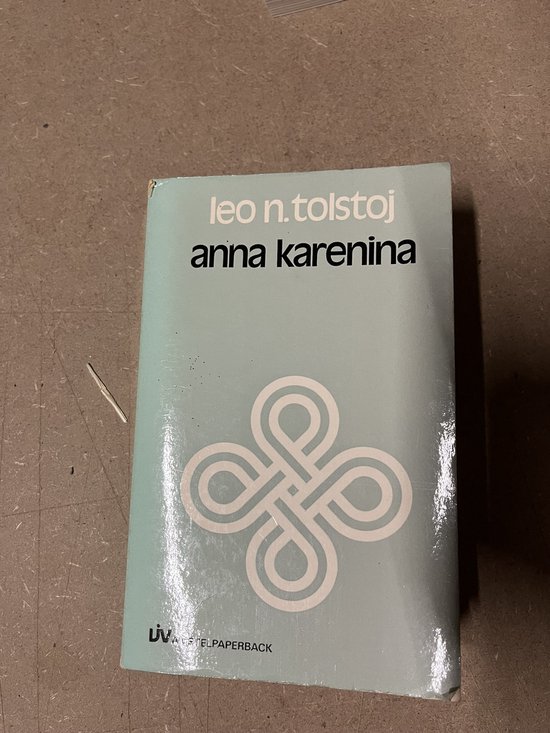 leo n. tolstoj
anna karenina